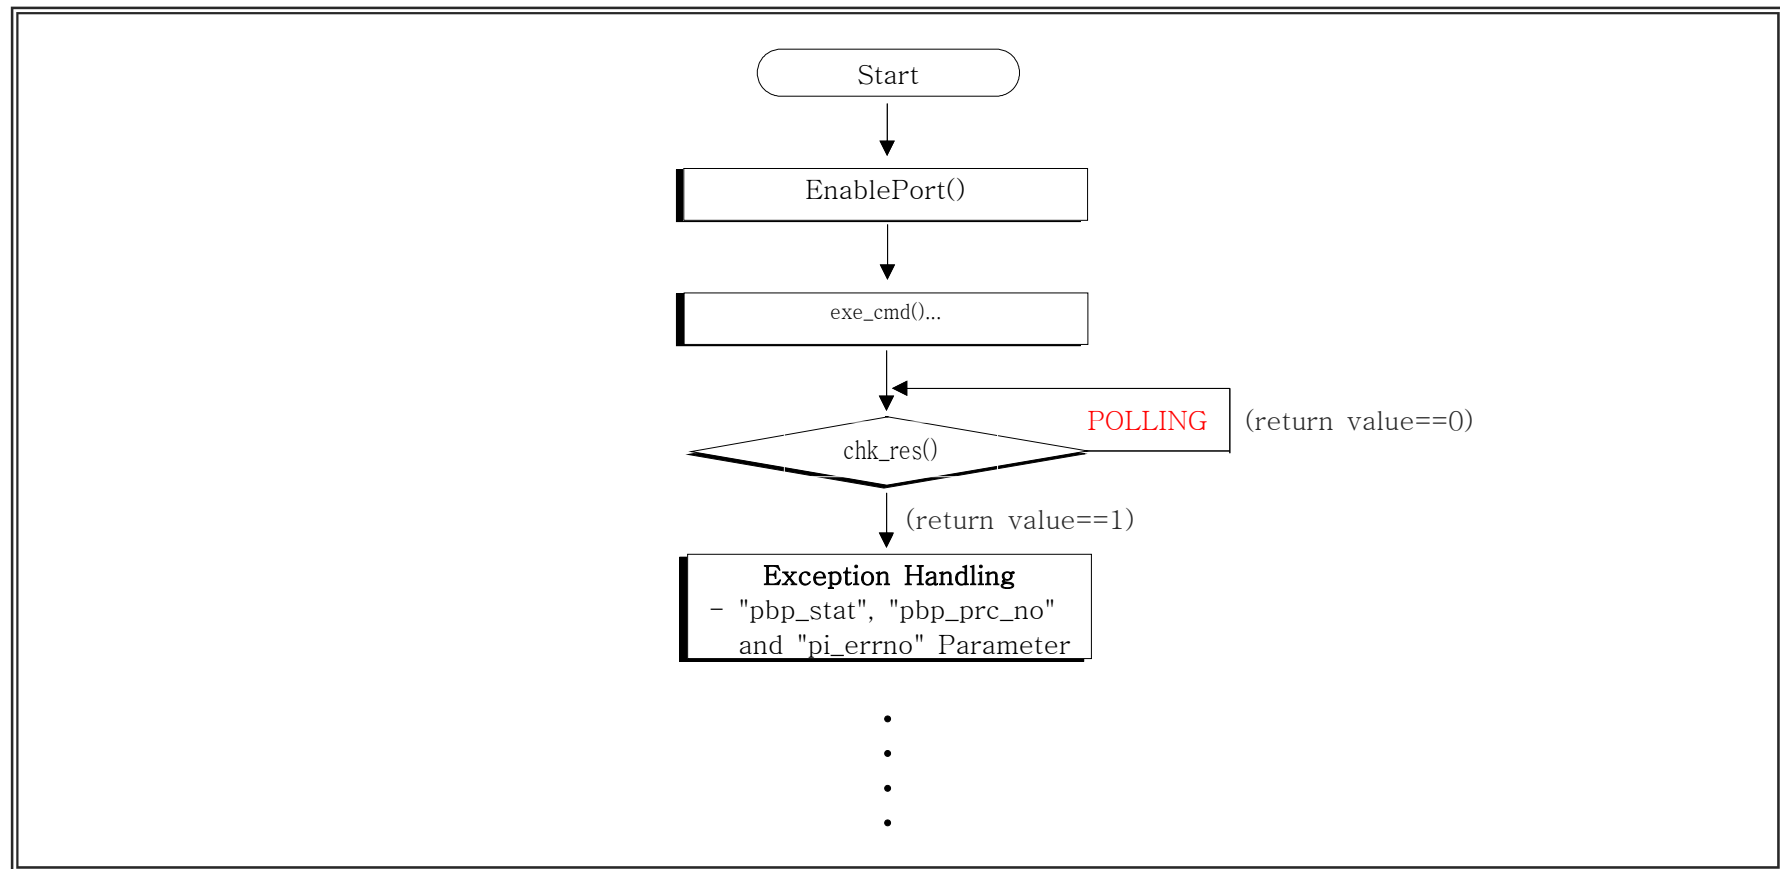 Start
EnablePort()
exe_cmd()...
POLLING (return value==0)
chk_res()
(return value==1)
Exception Handling
- "pbp_stat", "pbp_prc_no"
and "pi_errno" Parameter